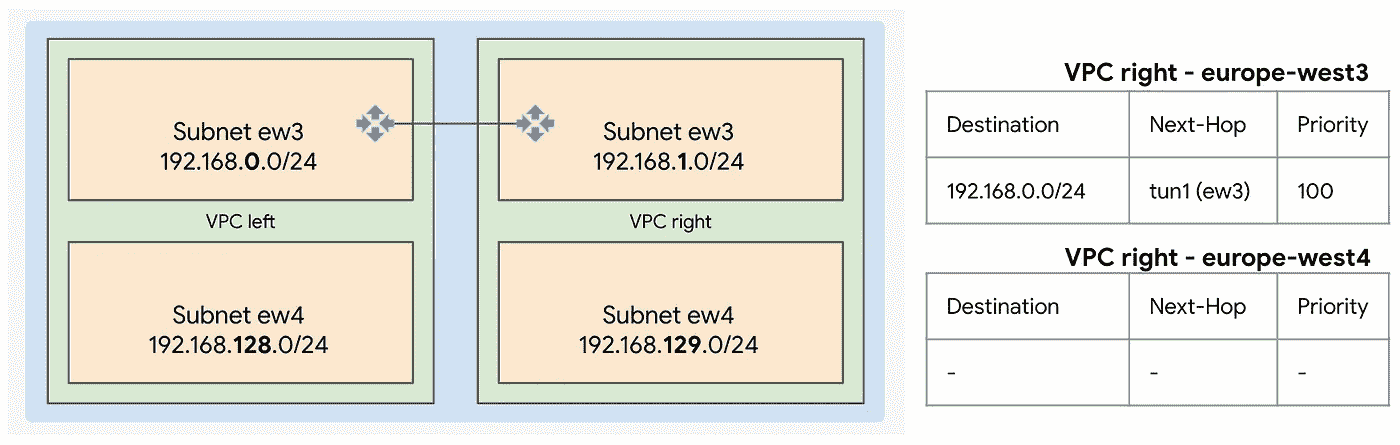 Subnet ew3
192.168.0.0/24
Subnet ew3
192.168.1.0/24
VPC left
VPC right
Subnet ew4
192.168.128.0/24
Subnet ew4
192.168.129.0/24
VPC right - europe-west3
Destination Next-Hop Priority
192.168.0.0/24 tun1 (ew3) 100
VPC right - europe-west4
Destination Next-Hop Priority
- - -